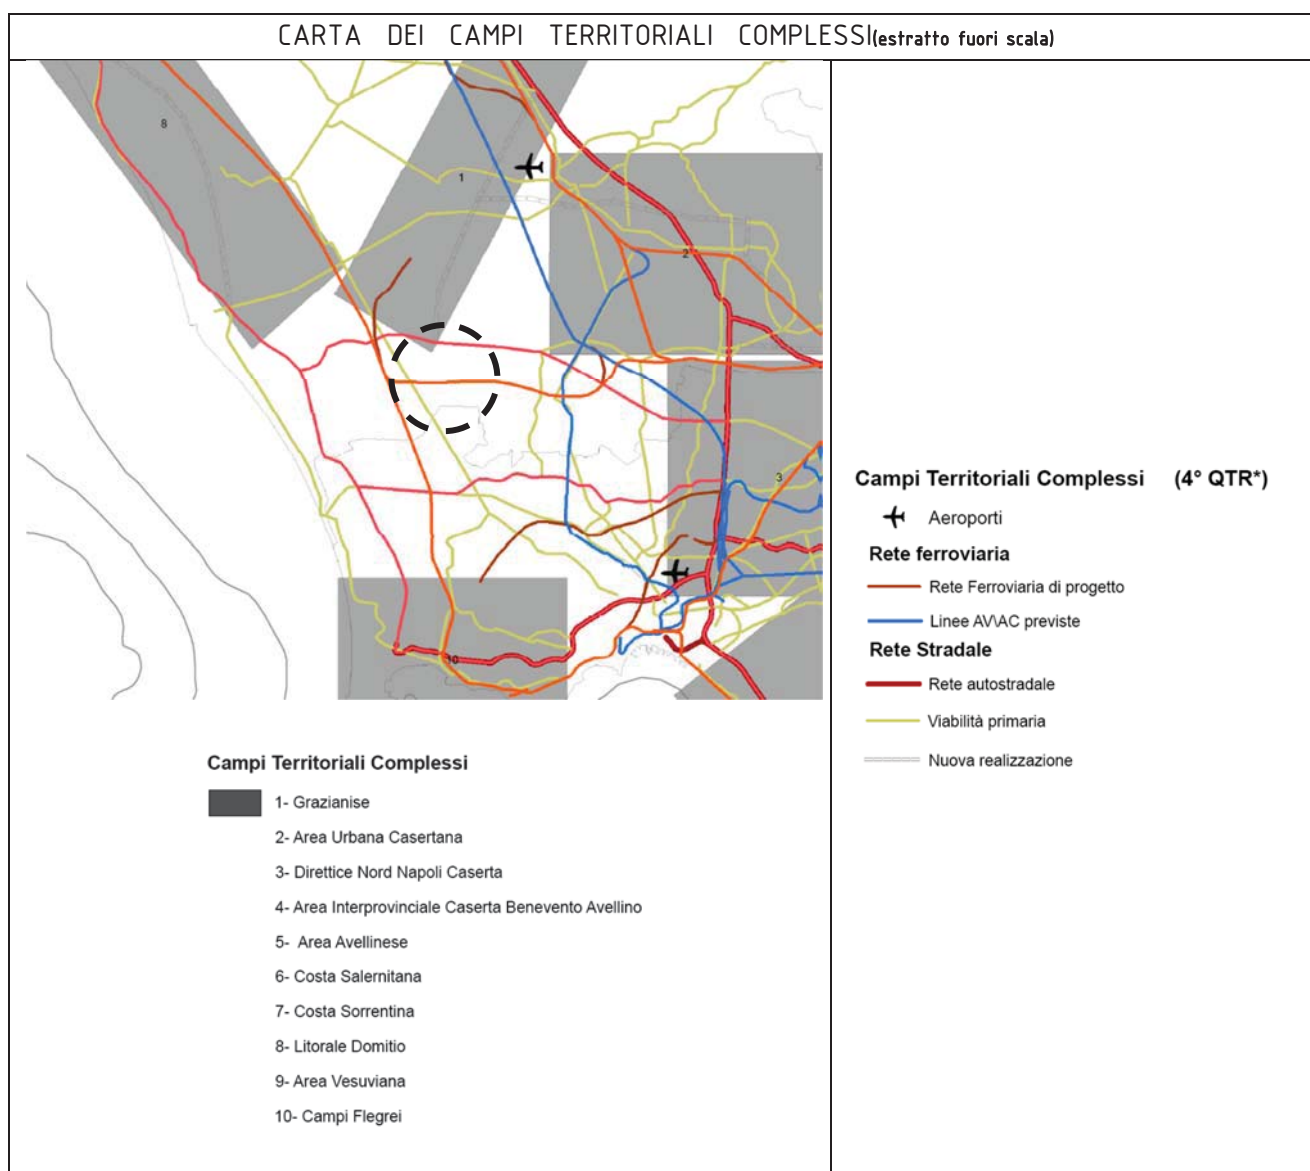 CARTA DEI CAMPI TERRITORIALI COMPLESSI(estratto fuori scala)
8
1
2
3
10
Campi Territoriali Complessi (4° QTR*)
Aeroporti
Rete ferroviaria
Rete Ferroviaria di progetto
Linee AV\AC previste
Rete Stradale
Rete autostradale
Viabilità primaria
Nuova realizzazione
Campi Territoriali Complessi
1- Grazianise
2- Area Urbana Casertana
3- Direttice Nord Napoli Caserta
4- Area Interprovinciale Caserta Benevento Avellino
5- Area Avellinese
6- Costa Salernitana
7- Costa Sorrentina
8- Litorale Domitio
9- Area Vesuviana
10- Campi Flegrei